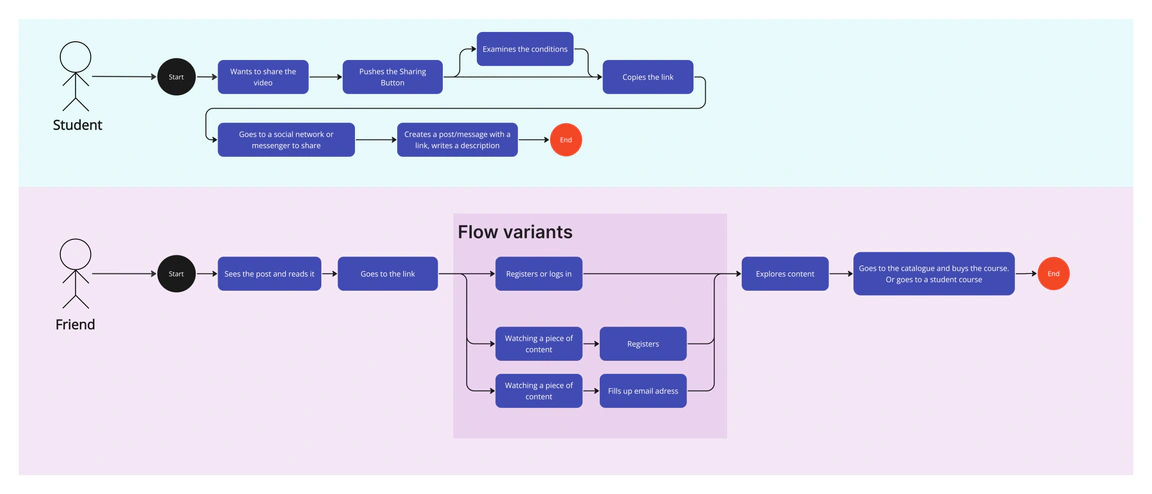 Student
Start
Wants to share the
video
Pushes the Sharing
Button
Examines the conditions
Copies the link
Goes to a social network or
messenger to share
Creates a post/message with a
link, writes a description
End
Friend
Start
Sees the post and reads it
Goes to the link
Flow variants
Registers or logs in
Watching a piece of
content
Registers
Watching a piece of
content
Fills up email adress
Explores content
Goes to the catalogue and buys the course.
Or goes to a student course
End